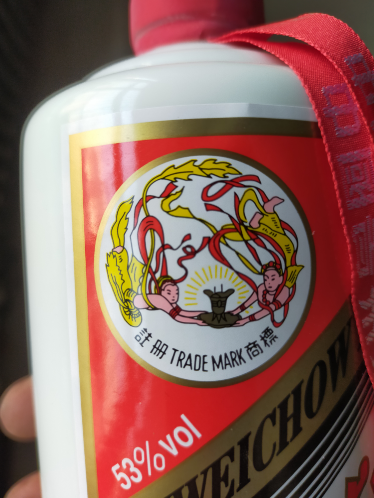 註册 TRADE MARK 商標
53% vol
WEICHOW